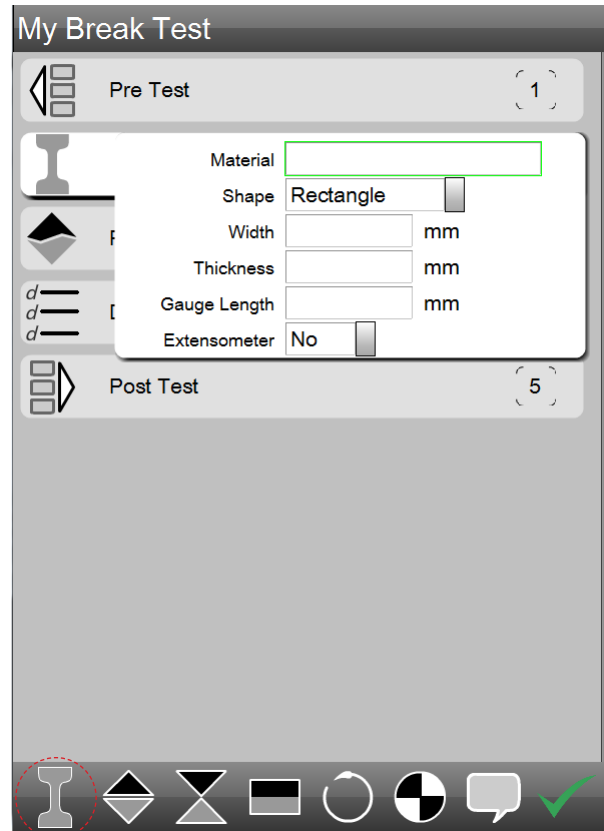 My Break Test
Pre Test
1
Material
Shape Rectangle
Width mm
Thickness mm
Gauge Length mm
Extensometer No
d
d
d
Post Test
5